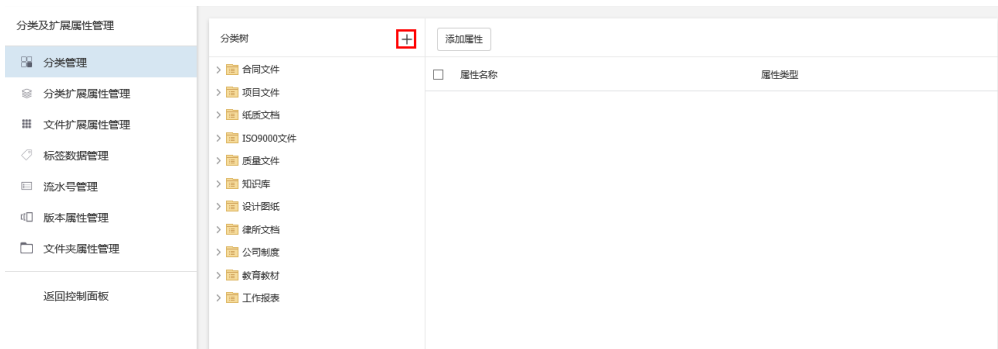 分类及扩展属性管理
分类管理
分类扩展属性管理
文件扩展属性管理
标签数据管理
流水号管理
版本属性管理
文件夹属性管理
返回控制面板
分类树
合同文件
项目文件
纸质文档
ISO9000文件
质量文件
知识库
设计图纸
律所文档
公司制度
教育教材
工作报表
添加属性
属性名称 属性类型